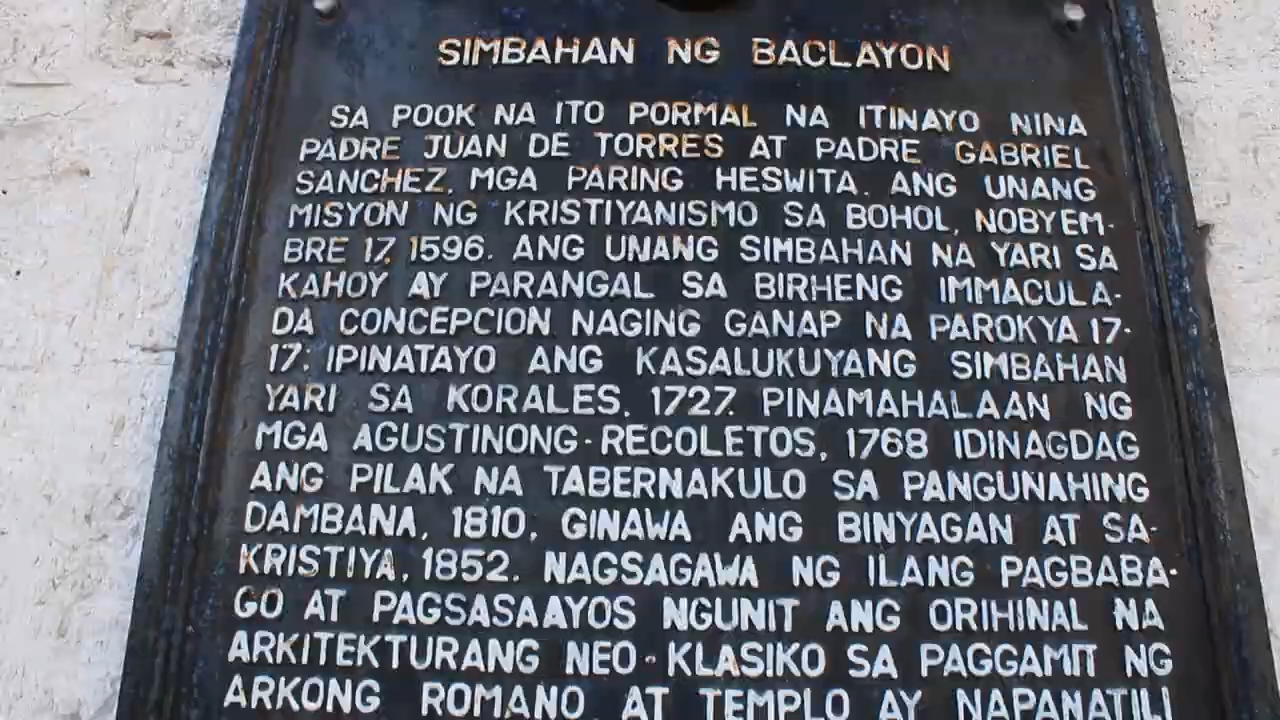 SIMBAHAN NG BACLAYON
SA POOK NA ITO PORMAL NA ITINAYO NINA
PADRE JUAN DE TORRES AT PADRE GABRIEL
SANCHEZ, MGA PARING HESWITA. ANG UNANG
MISYON NG KRISTIYANISMO SA BOHOL, NOBYEM-
BRE 17, 1596. ANG UNANG SIMBAHAN NA YARI SA
KAHOY AY PARANGAL SA BIRHENG IMMACULA-
DA CONCEPCION NAGING GANAP NA PAROKYA 17-
17; IPINATAYO ANG KASALUKUYANG SIMBAHAN
YARI SA KORALES, 1727. PINAMAHALAAN NG
MGA AGUSTINONG-RECOLETOS, 1768 IDINAGDAG
ANG PILAK NA TABERNAKULO SA PANGUNAHING
DAMBANA, 1810, GINAWA ANG BINYAGAN AT SA-
KRISTIYA, 1852. NAGSAGAWA NG ILANG PAGBABA-
GO AT PAGSASAAYOS NGUNIT ANG ORIHINAL NA
ARKITEKTURANG NEO-KLASIKO SA PAGGAMIT NG
ARKONG ROMANO AT TEMPLO AY NAPANATILI